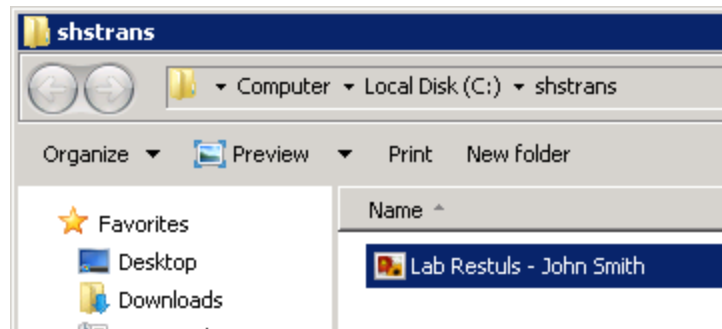 shstrans
Computer Local Disk (C:) shstrans
Organize Preview Print New folder
Name
Favorites
Lab Restuls - John Smith
Desktop
Downloads